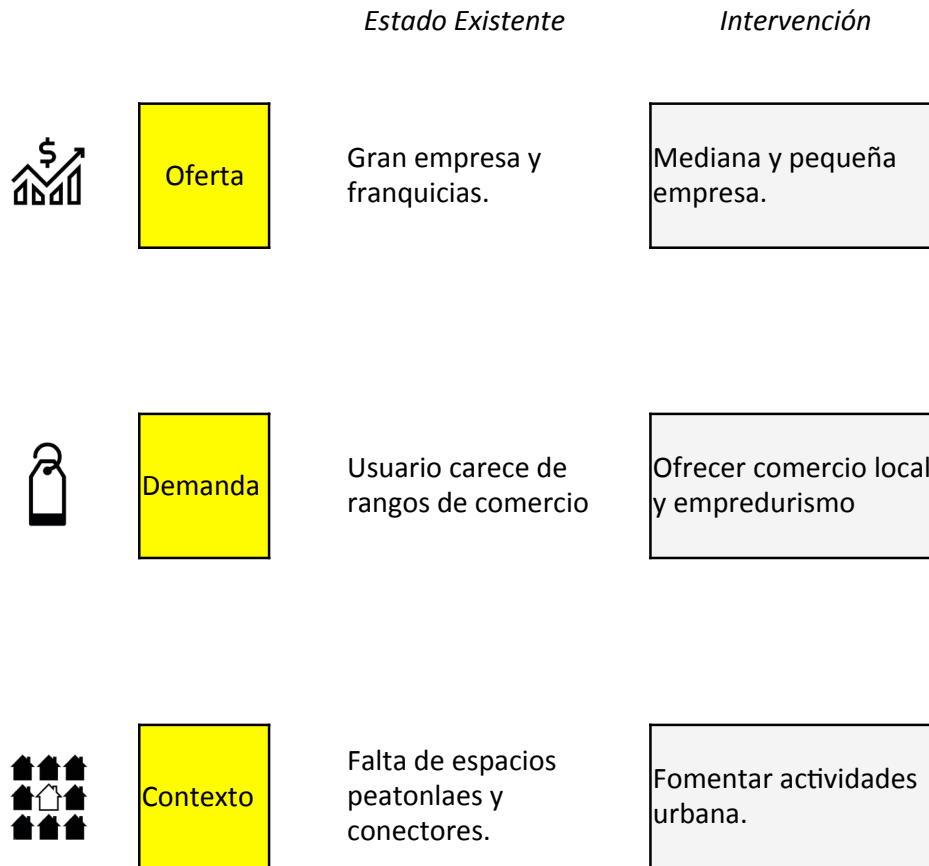 Estado Existente
Intervención
$
Oferta
Gran empresa y
franquicias.
Mediana y pequeña
empresa.
Demanda
Usuario carece de
rangos de comercio
Ofrecer comercio local
y empredurismo
Contexto
Falta de espacios
peatonlaes y
conectores.
Fomentar actividades
urbana.